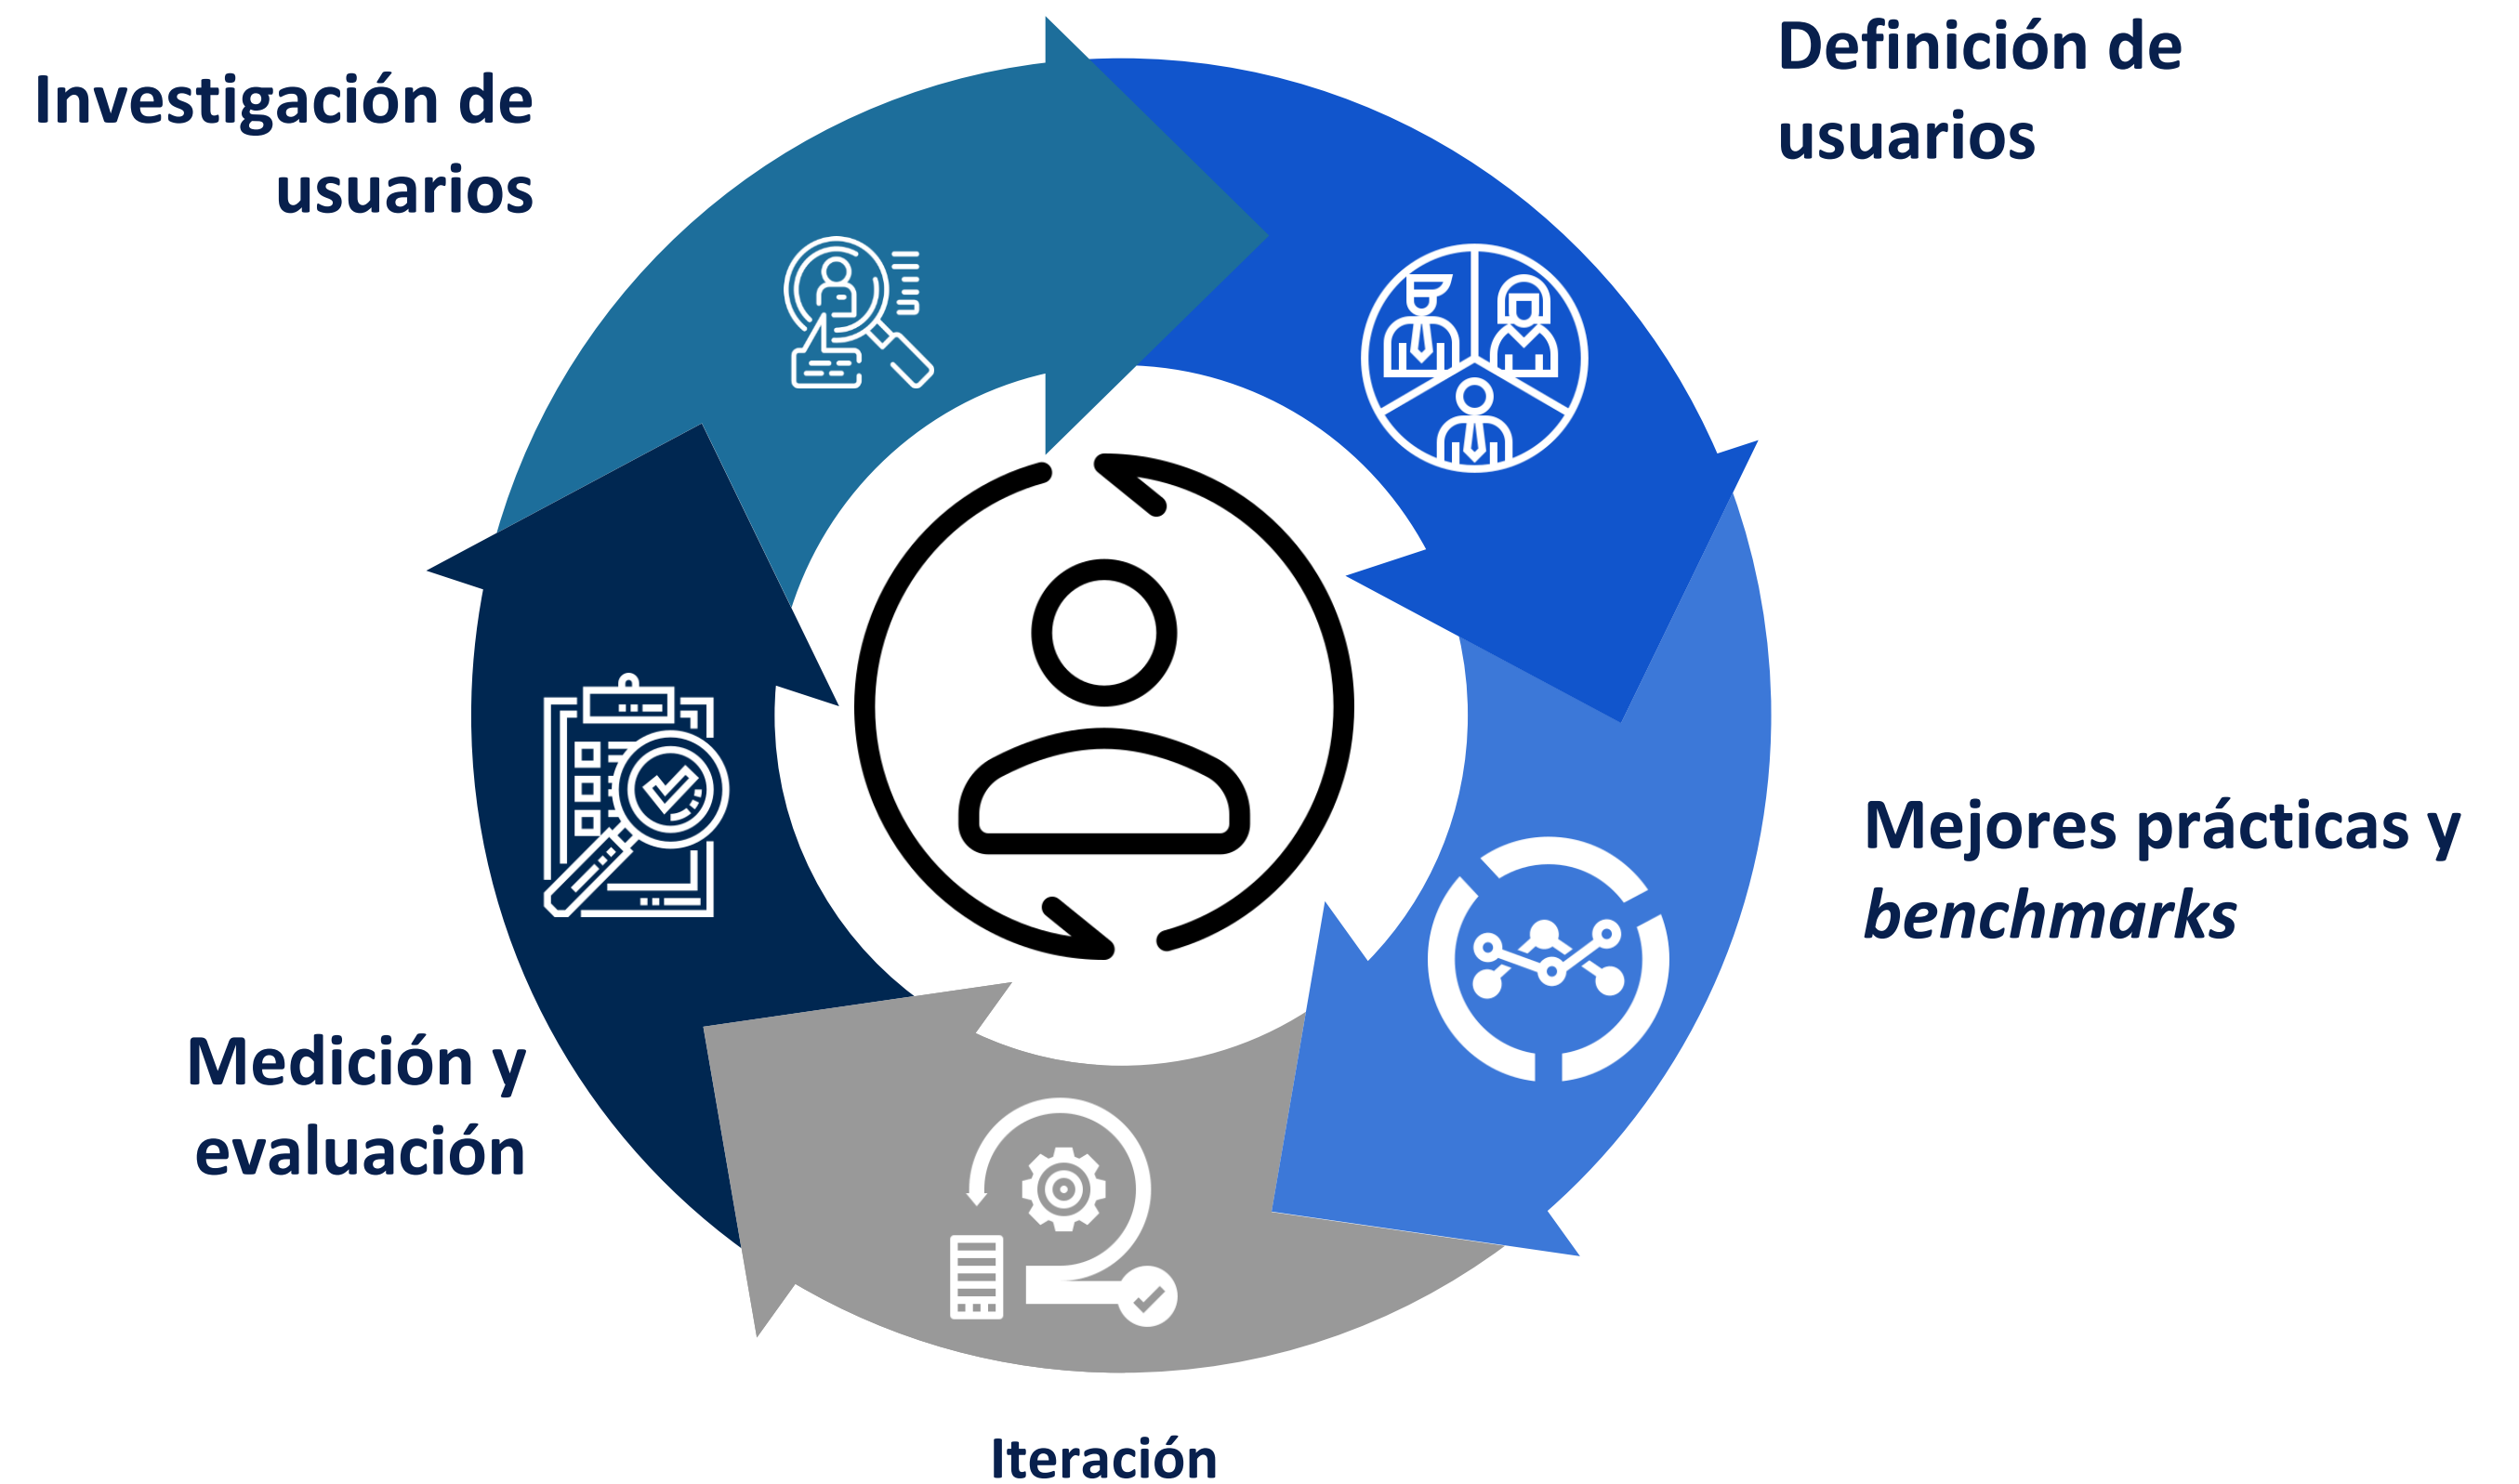 Investigación de
usuarios
Definición de
usuarios
Mejores prácticas y
benchmarks
Iteración
Medición y
evaluación